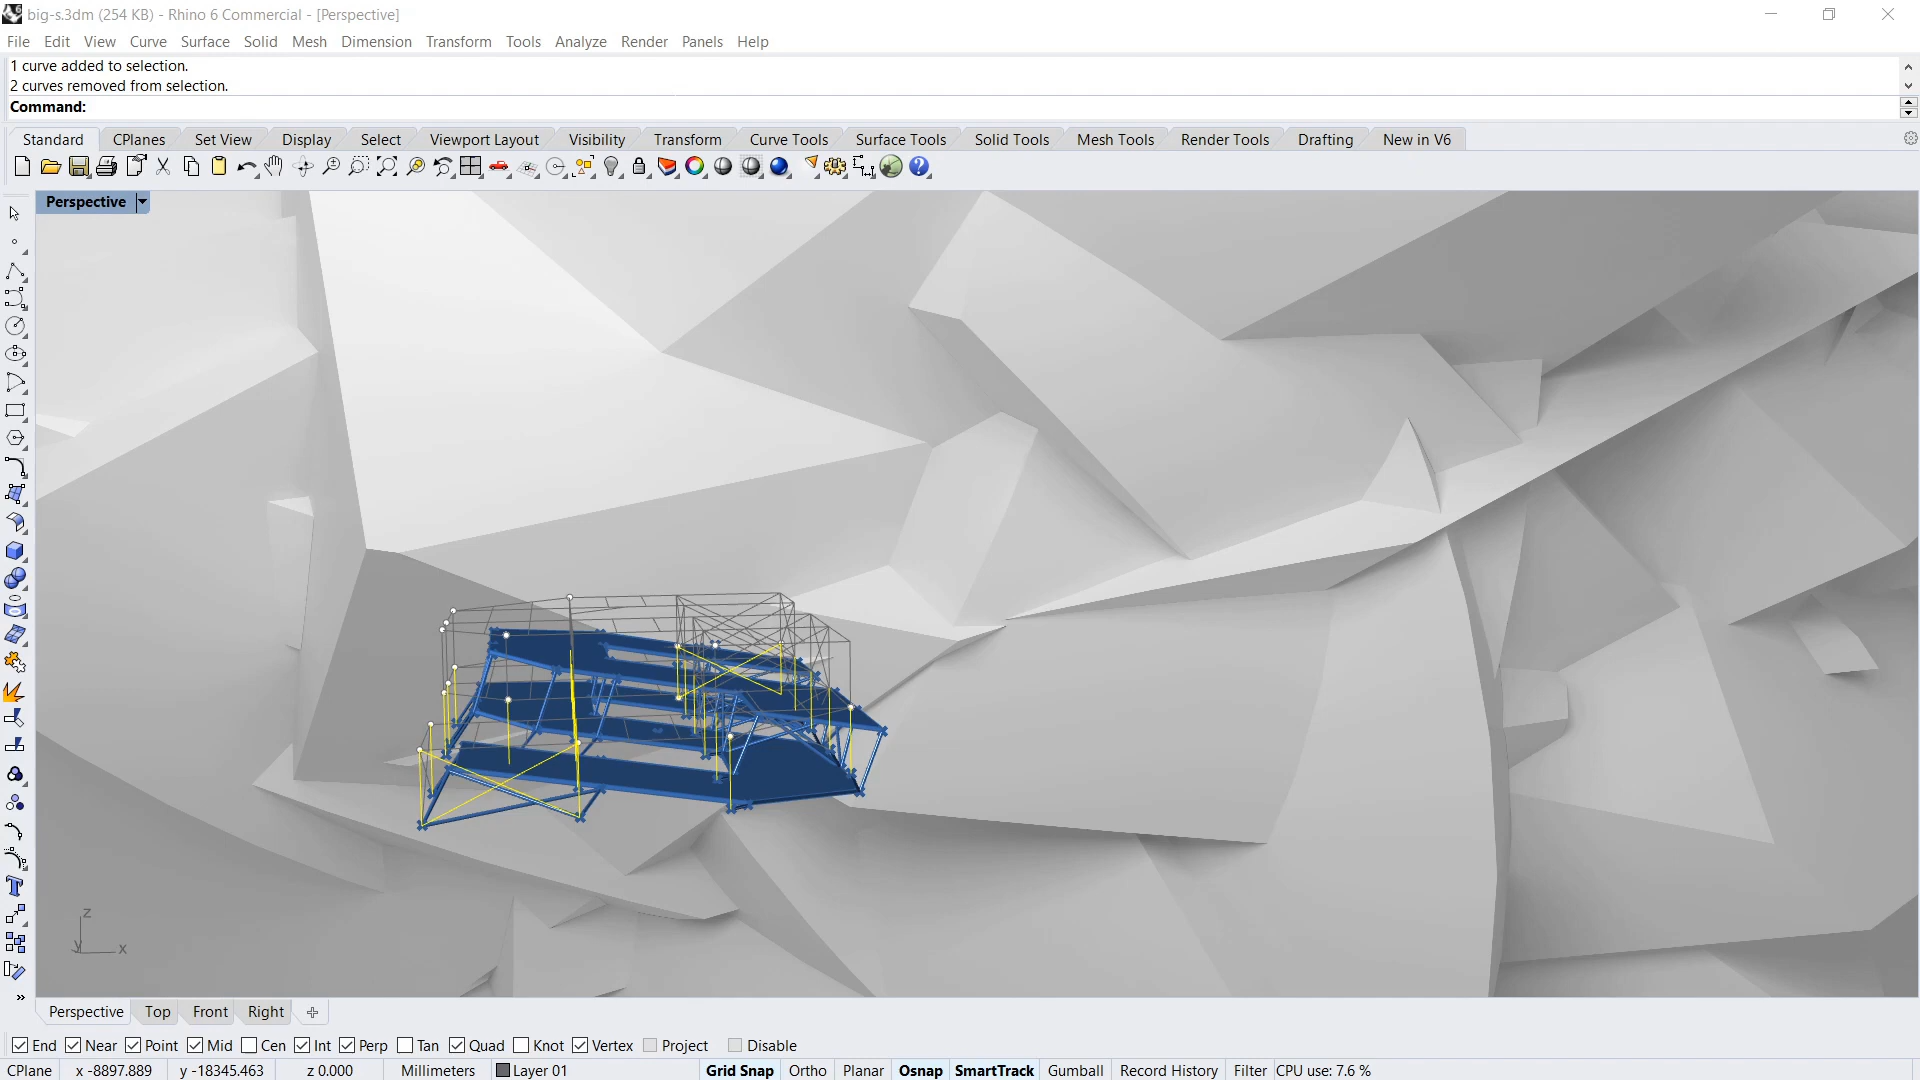 big-s.3dm (254 KB) - Rhino 6 Commercial - [Perspective]
File Edit View Curve Surface Solid Mesh Dimension Transform Tools Analyze Render Panels Help
1 curve added to selection.
2 curves removed from selection.
Command:
Standard CPlanes Set View Display Select Viewport Layout Visibility Transform Curve Tools Surface Tools Solid Tools Mesh Tools Render Tools Drafting New in V6
Perspective
z
y x
Perspective Top Front Right
End Near Point Mid Cen Int Perp Tan Quad Knot Vertex Project Disable
CPlane x -8897.889 y -18345.463 z 0.000 Millimeters Layer 01 Grid Snap Ortho Planar Osnap SmartTrack Gumball Record History Filter CPU use: 7.6 %